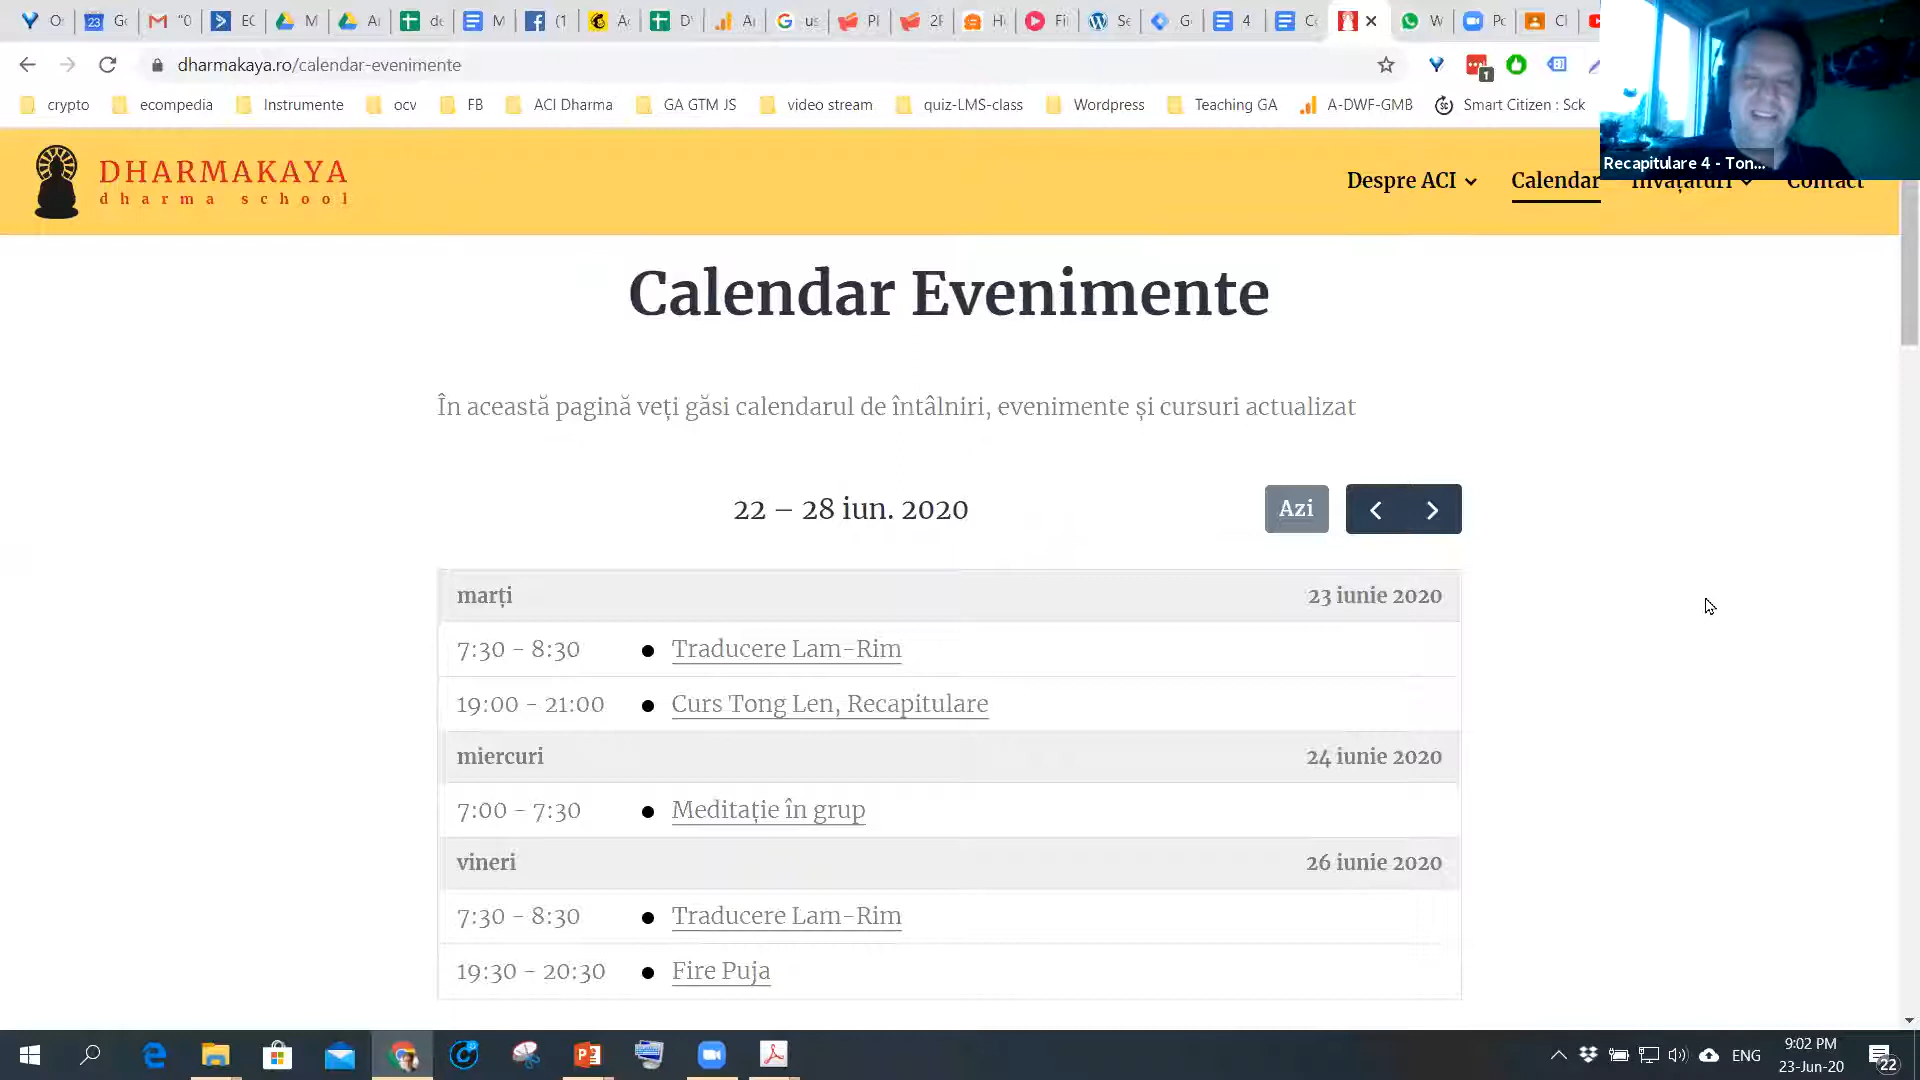 dharmakaya.ro/calendar-evenimente
crypto
ecompedia
Instrumente
ocv
FB
ACI Dharma
GA GTM JS
video stream
quiz-LMS-class
Wordpress
Teaching GA
A-DWF-GMB
Smart Citizen : Sck
Recapitulare 4 - Ton...
DHARMAKAYA
dharma school
Despre ACI
Calendar
Învățături
Contact
Calendar Evenimente
În această pagină veți găsi calendarul de întâlniri, evenimente și cursuri actualizat
22 – 28 iun. 2020
Azi
marți 23 iunie 2020
7:30 - 8:30 Traducere Lam-Rim
19:00 - 21:00 Curs Tong Len, Recapitulare
miercuri 24 iunie 2020
7:00 - 7:30 Meditație în grup
vineri 26 iunie 2020
7:30 - 8:30 Traducere Lam-Rim
19:30 - 20:30 Fire Puja
ENG
9:02 PM
23-Jun-20
22